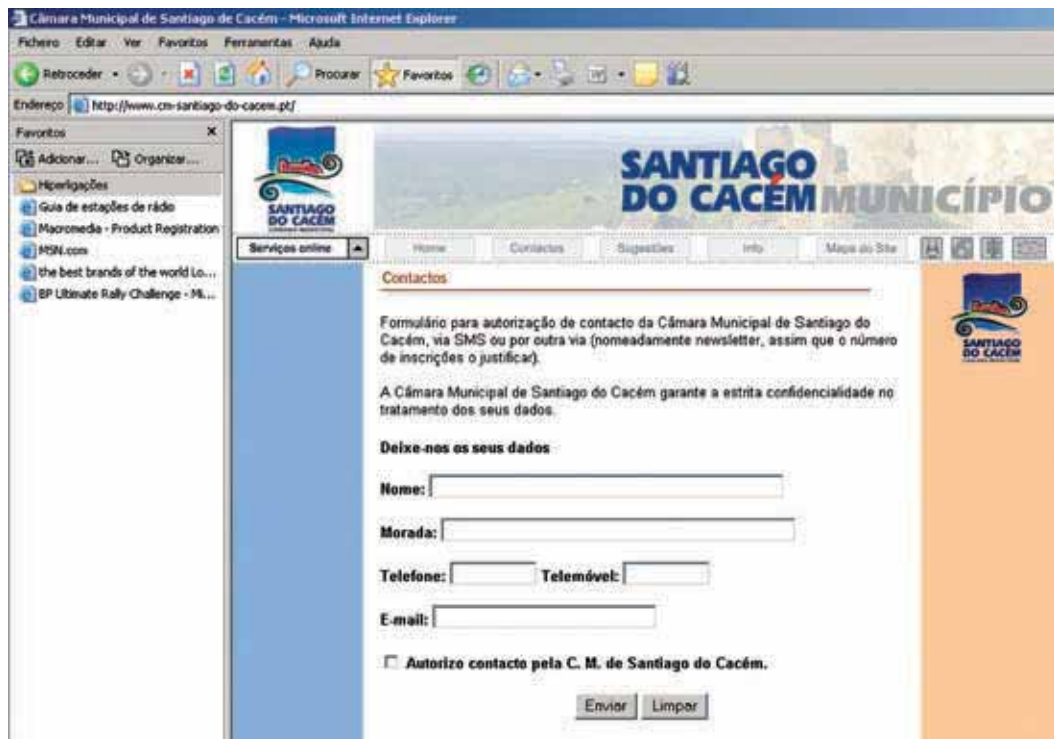 Câmara Municipal de Santiago de Cacém - Microsoft Internet Explorer
Ficheiro Editar Ver Favoritos Ferramentas Ajuda
Retroceder Procurar Favoritos
Endereço http://www.cm-santiago-do-cacem.pt/
Favoritos
Adicionar... Organizar...
Hiperligações
Guia de estações de rádio
Macromedia - Product Registration
MSN.com
the best brands of the world Lo...
BP Ultimate Rally Challenge - Mi...
SANTIAGO
DO CACÉM
SANTIAGO
DO CACÉM MUNICÍPIO
Serviços online Home Contactos Sugestões Info Mapa do Site
Contactos
Formulário para autorização de contacto da Câmara Municipal de Santiago do
Cacém, via SMS ou por outra via (nomeadamente newsletter, assim que o número
de inscrições o justificar).
A Câmara Municipal de Santiago do Cacém garante a estrita confidencialidade no
tratamento dos seus dados.
Deixe-nos os seus dados
Nome:
Morada:
Telefone: Telemóvel:
E-mail:
Autorizo contacto pela C. M. de Santiago do Cacém.
Enviar Limpar
SANTIAGO
DO CACÉM